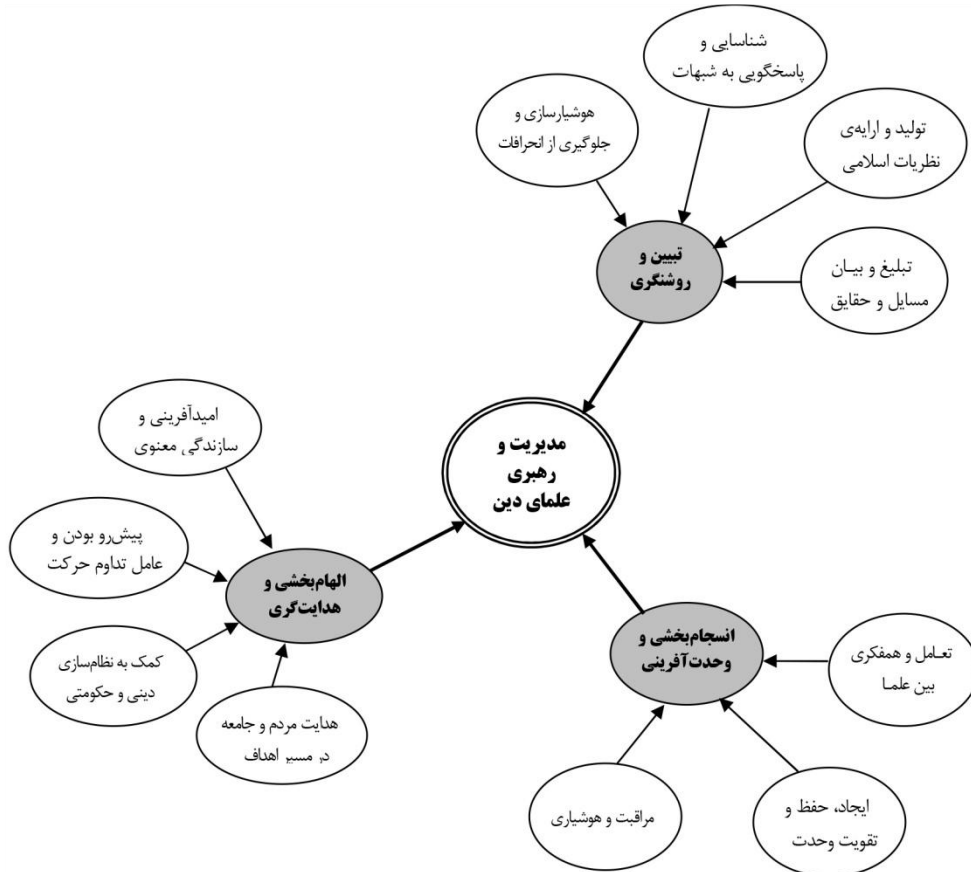 شناسایی و
پاسخگویی به شبهات
هوشیارسازی و
جلوگیری از انحرافات
تولید و ارایه‌ی
نظریات اسلامی
تبیین و
روشنگری
تبلیغ و بیـان
مسایل و حقایق
امیدآفرینی و
سازندگی معنوی
مدیریت و
رهبری
علمای دین
پیش‌رو بودن و
عامل تداوم حرکت
الهام‌بخشی و
هدایت‌گری
کمک به نظام‌سازی
دینی و حکومتی
هدایت مردم و جامعه
در مسیر اهداف
انسجام‌بخشی و
وحدت‌آفرینی
تعـامل و همفکری
بین علمـا
مراقبت و هوشیاری
ایجاد، حفظ و
تقویت وحدت